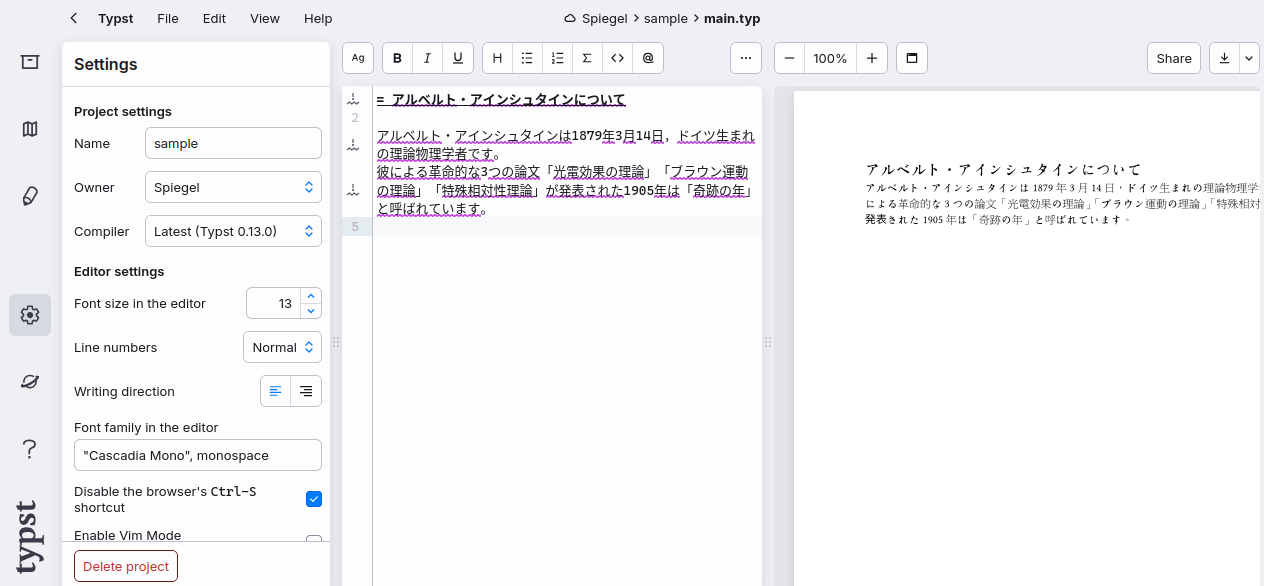 Typst File Edit View Help
Spiegel > sample > main.typ
Settings
Ag B I U H Σ <> @ ... − 100% + Share
Project settings
Name sample
Owner Spiegel
Compiler Latest (Typst 0.13.0)
Editor settings
Font size in the editor 13
Line numbers Normal
Writing direction
Font family in the editor
"Cascadia Mono", monospace
Disable the browser's Ctrl-S
shortcut
Enable Vim Mode
Delete project
typst
= アルベルト・アインシュタインについて
2
アルベルト・アインシュタインは1879年3月14日，ドイツ生まれ
の理論物理学者です。
彼による革命的な3つの論文「光電効果の理論」「ブラウン運動
の理論」「特殊相対性理論」が発表された1905年は「奇跡の年」
と呼ばれています。
5
アルベルト・アインシュタインについて
アルベルト・アインシュタインは 1879 年 3 月 14 日，ドイツ生まれの理論物理学
による革命的な 3 つの論文「光電効果の理論」「ブラウン運動の理論」「特殊相対
発表された 1905 年は「奇跡の年」と呼ばれています。